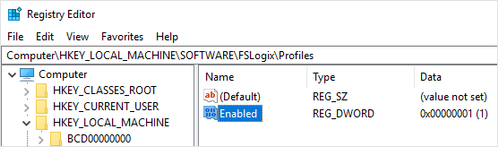 Registry Editor
File Edit View Favorites Help
Computer\HKEY_LOCAL_MACHINE\SOFTWARE\FSLogix\Profiles
Computer
HKEY_CLASSES_ROOT
HKEY_CURRENT_USER
HKEY_LOCAL_MACHINE
BCD00000000
Name Type Data
ab (Default) REG_SZ (value not set)
Enabled REG_DWORD 0x00000001 (1)